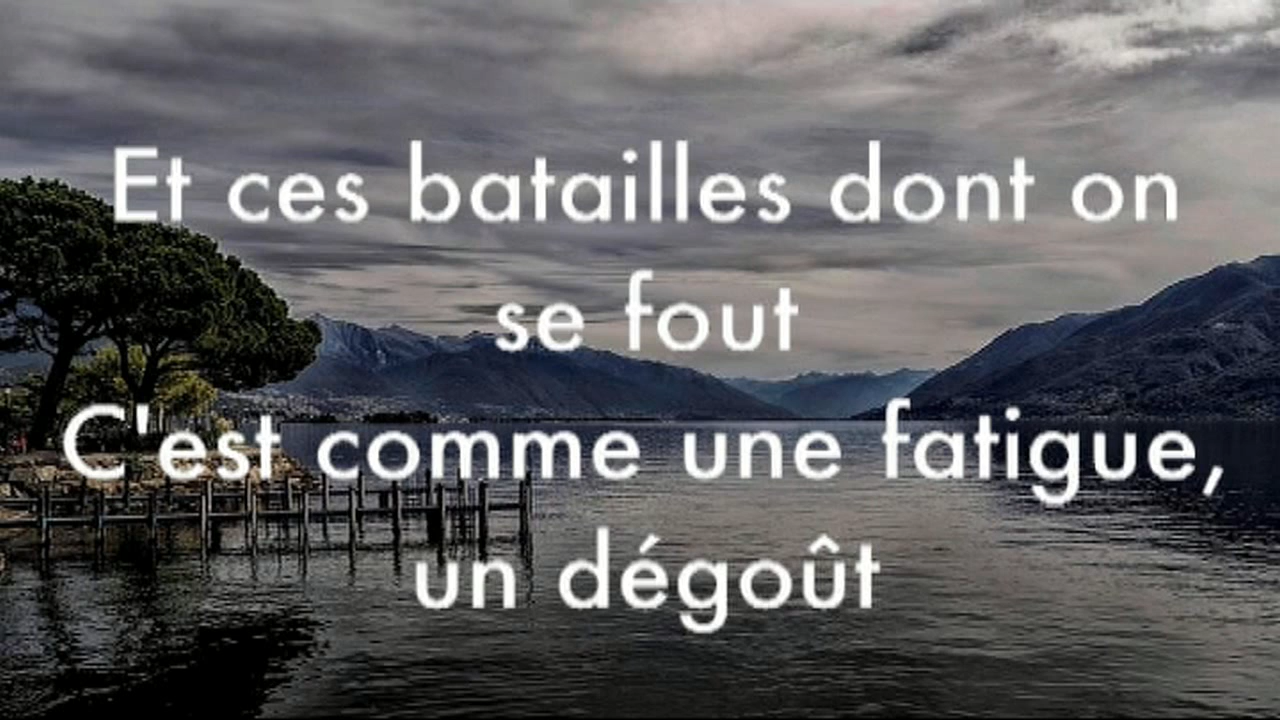 Et ces batailles dont on
se fout
C'est comme une fatigue,
un dégoût